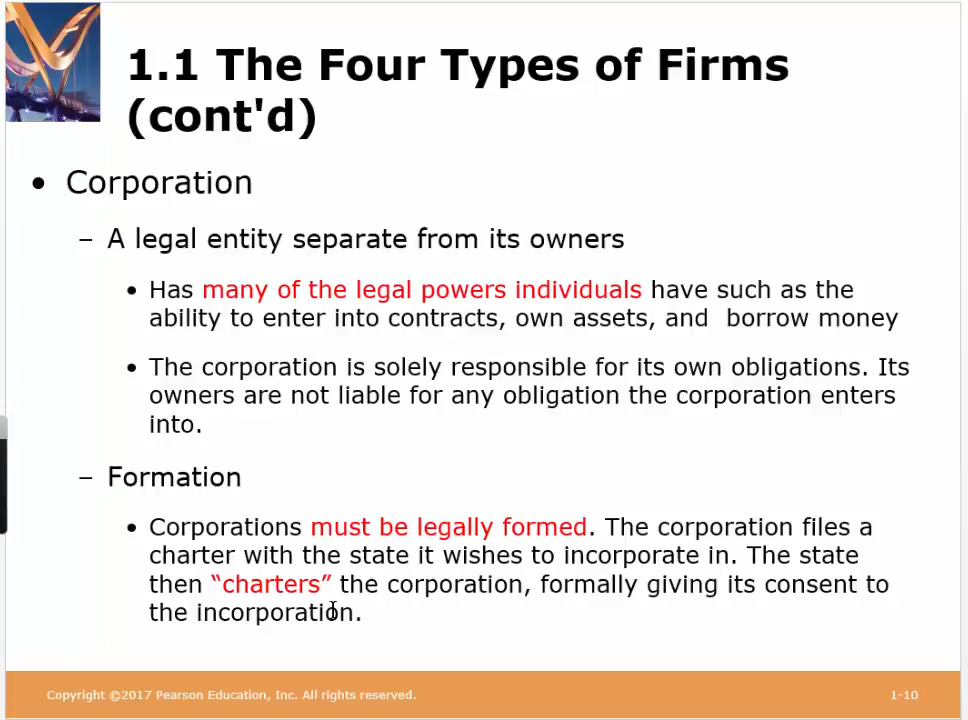 1.1 The Four Types of Firms
(cont'd)
• Corporation
– A legal entity separate from its owners
• Has many of the legal powers individuals have such as the
ability to enter into contracts, own assets, and  borrow money
• The corporation is solely responsible for its own obligations. Its
owners are not liable for any obligation the corporation enters
into.
– Formation
• Corporations must be legally formed. The corporation files a
charter with the state it wishes to incorporate in. The state
then “charters” the corporation, formally giving its consent to
the incorporation.
Copyright ©2017 Pearson Education, Inc. All rights reserved.
1-10